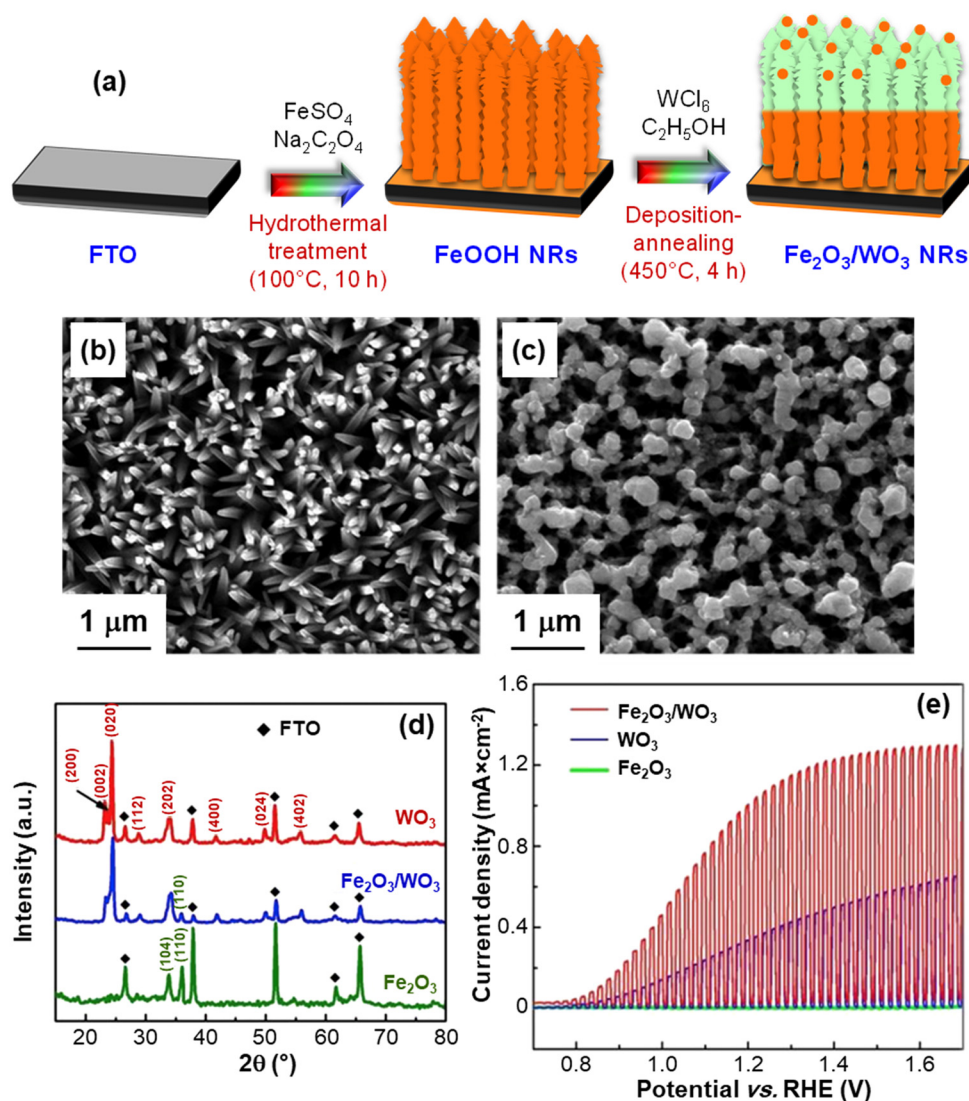 (a)
FeSO₄
Na₂C₂O₄
Hydrothermal
treatment
(100°C, 10 h)
WCl₆
C₂H₅OH
Deposition-
annealing
(450°C, 4 h)
FTO
FeOOH NRs
Fe₂O₃/WO₃ NRs
(b)
1 μm
(c)
1 μm
(d)
◆ FTO
(200)
(002)
(020)
(112)
(202)
(400)
(024)
(402)
WO₃
(110)
Fe₂O₃/WO₃
(104)
(110)
Fe₂O₃
Intensity (a.u.)
20 30 40 50 60 70 80
2θ (°)
(e)
Fe₂O₃/WO₃
WO₃
Fe₂O₃
1.6
1.2
0.8
0.4
0
Current density (mA×cm⁻²)
0.8 1.0 1.2 1.4 1.6
Potential vs. RHE (V)